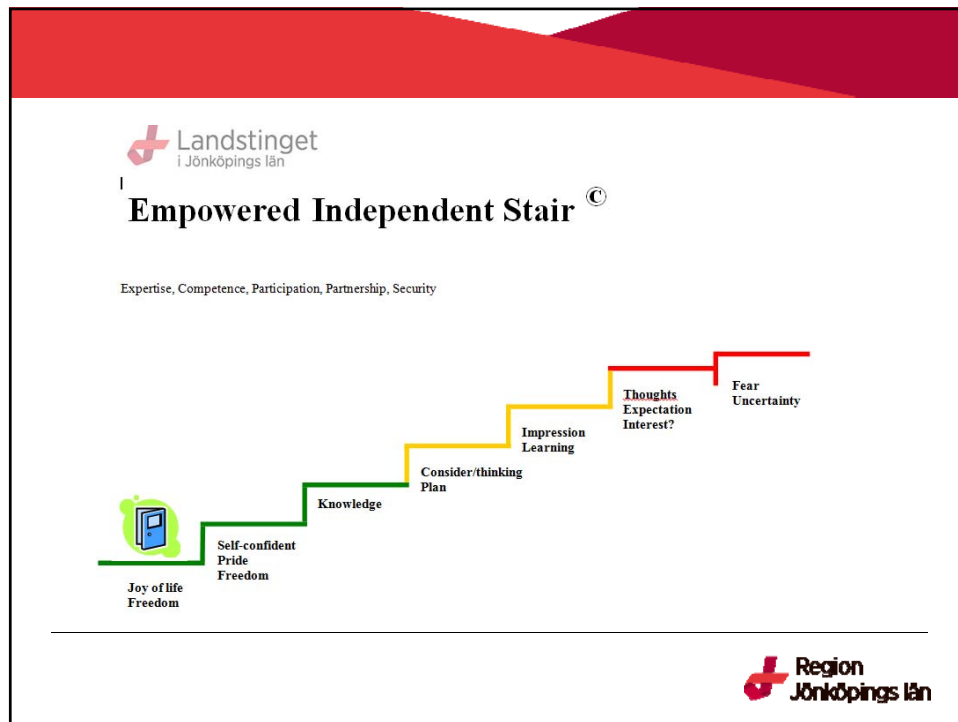 Landstinget
i Jönköpings län
Empowered Independent Stair ©
Expertise, Competence, Participation, Partnership, Security
Fear
Uncertainty
Thoughts
Expectation
Interest?
Impression
Learning
Consider/thinking
Plan
Knowledge
Self-confident
Pride
Freedom
Joy of life
Freedom
Region
Jönköpings län